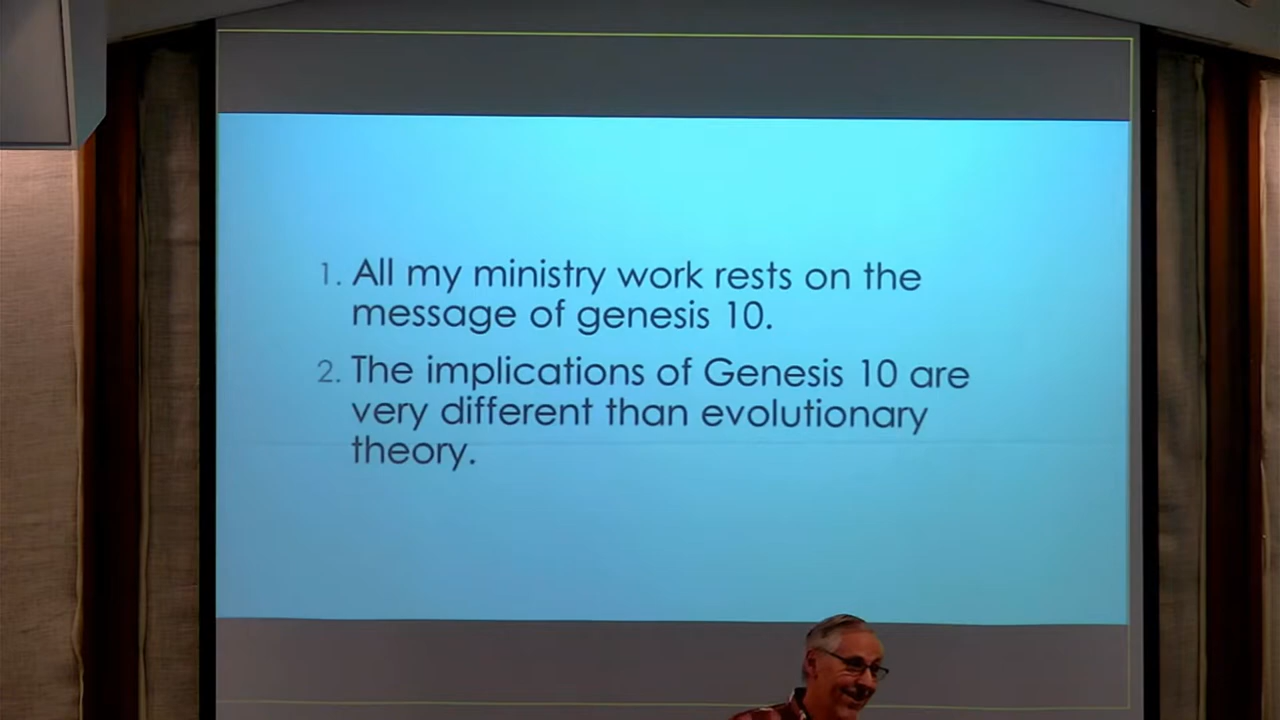 1. All my ministry work rests on the
message of genesis 10.
2. The implications of Genesis 10 are
very different than evolutionary
theory.